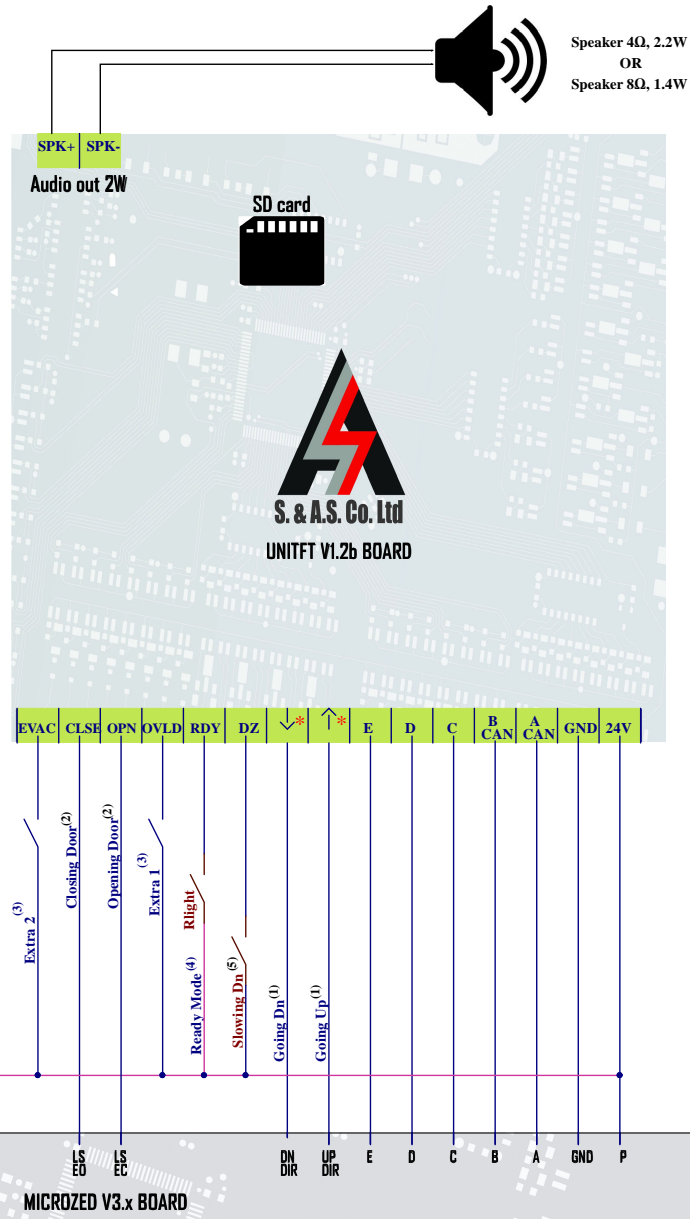 Speaker 4Ω, 2.2W
OR
Speaker 8Ω, 1.4W
SPK+ SPK-
Audio out 2W
SD card
S. & A.S. Co. Ltd
UNITFT V1.2b BOARD
EVAC CLSE OPN OVLD RDY DZ * * E D C B CAN A CAN GND 24V
Extra 2 (3)
Closing Door (2)
Opening Door (2)
Extra 1 (3)
Rlight
Ready Mode (4)
Slowing Dn (5)
Going Dn (1)
Going Up (1)
LS EO
LS EC
DN DIR
UP DIR
E D C B A GND P
MICROZED V3.x BOARD